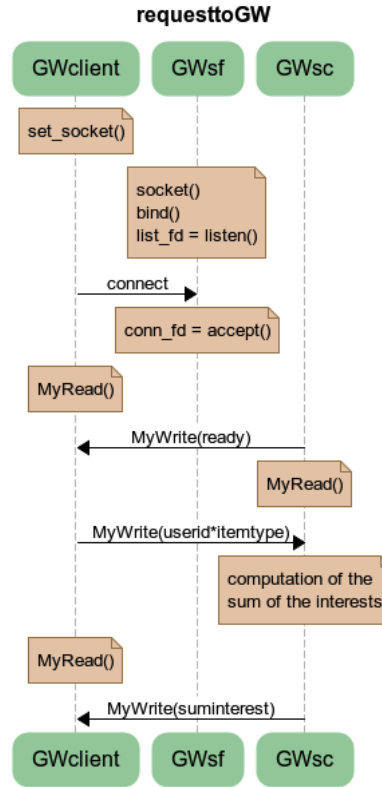 requesttoGW
GWclient GWsf GWsc
set_socket()
socket()
bind()
list_fd = listen()
connect
conn_fd = accept()
MyRead()
MyWrite(ready)
MyRead()
MyWrite(userid*itemtype)
computation of the
sum of the interests
MyRead()
MyWrite(suminterest)
GWclient GWsf GWsc